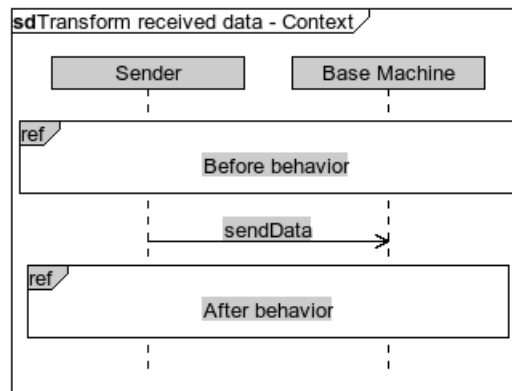 sdTransform received data - Context
Sender
Base Machine
ref
Before behavior
sendData
ref
After behavior